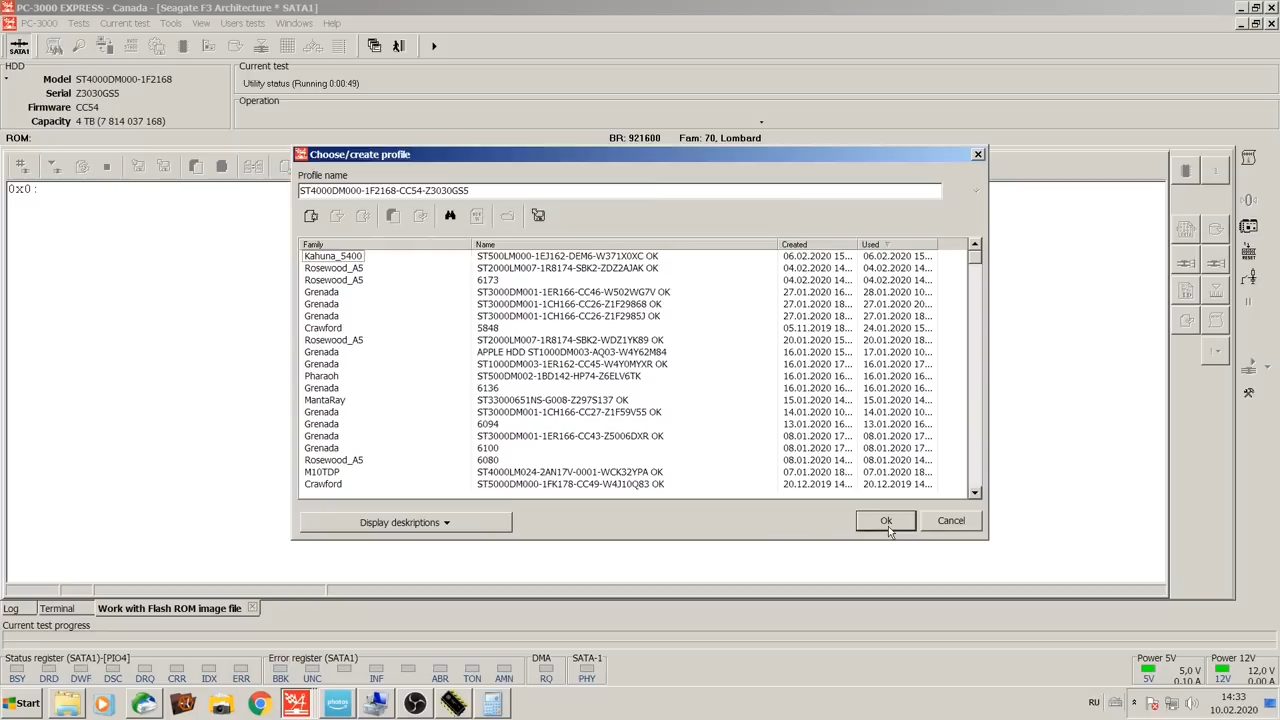 PC-3000 EXPRESS - Canada - [Seagate F3 Architecture * SATA1]
PC-3000 Tests Current test Tools View Users tests Windows Help
SATA1
HDD
Model ST4000DM000-1F2168
Serial Z3030GS5
Firmware CC54
Capacity 4 TB (7 814 037 168)
Current test
Utility status (Running 0:00:49)
Operation
ROM: BR: 921600 Fam: 70, Lombard
0x0:
Choose/create profile
Profile name
ST4000DM000-1F2168-CC54-Z3030GS5
Family Name Created Used
Kahuna_5400 ST500LM000-1EJ162-DEM6-W371X0XC OK 06.02.2020 15... 06.02.2020 15...
Rosewood_A5 ST2000LM007-1R8174-SBK2-ZDZ2AJAK OK 04.02.2020 14... 04.02.2020 14...
Rosewood_A5 6173 04.02.2020 14... 04.02.2020 14...
Grenada ST3000DM001-1ER166-CC46-W502WG7V OK 27.01.2020 16... 28.01.2020 10...
Grenada ST3000DM001-1CH166-CC26-Z1F29868 OK 27.01.2020 18... 27.01.2020 20...
Grenada ST3000DM001-1CH166-CC26-Z1F2985J OK 27.01.2020 18... 27.01.2020 18...
Crawford 5848 05.11.2019 18... 24.01.2020 15...
Rosewood_A5 ST2000LM007-1R8174-SBK2-WDZ1YK89 OK 20.01.2020 15... 20.01.2020 18...
Grenada APPLE HDD ST1000DM003-AQ03-W4Y62M84 16.01.2020 15... 17.01.2020 10...
Grenada ST1000DM003-1ER162-CC45-W4Y0MYXR OK 16.01.2020 17... 16.01.2020 17...
Pharaoh ST500DM002-1BD142-HP74-Z6ELV6TK 16.01.2020 16... 16.01.2020 16...
Grenada 6136 16.01.2020 16... 16.01.2020 16...
MantaRay ST33000651NS-G008-Z297S137 OK 15.01.2020 14... 15.01.2020 14...
Grenada ST3000DM001-1CH166-CC27-Z1F59V55 OK 14.01.2020 10... 14.01.2020 10...
Grenada 6094 13.01.2020 16... 13.01.2020 16...
Grenada ST3000DM001-1ER166-CC43-Z5006DXR OK 08.01.2020 17... 08.01.2020 17...
Grenada 6100 08.01.2020 17... 08.01.2020 17...
Rosewood_A5 6080 08.01.2020 14... 08.01.2020 14...
M10TDP ST4000LM024-2AN17V-0001-WCK32YPA OK 07.01.2020 18... 07.01.2020 18...
Crawford ST5000DM000-1FK178-CC49-W4J10Q83 OK 20.12.2019 14... 20.12.2019 14...
Display deskriptions Ok Cancel
RESET
Log Terminal Work with Flash ROM image file
Current test progress
Status register (SATA1)-[PIO4] Error register (SATA1) DMA SATA-1 Power 5V Power 12V
BSY DRD DWF DSC DRQ CRR IDX ERR BBK UNC INF ABR TON AMN RQ PHY
5V 5,0 V 0.10 A 12V 12,0 V 0.00 A
Start photos RU 14:33
10.02.2020